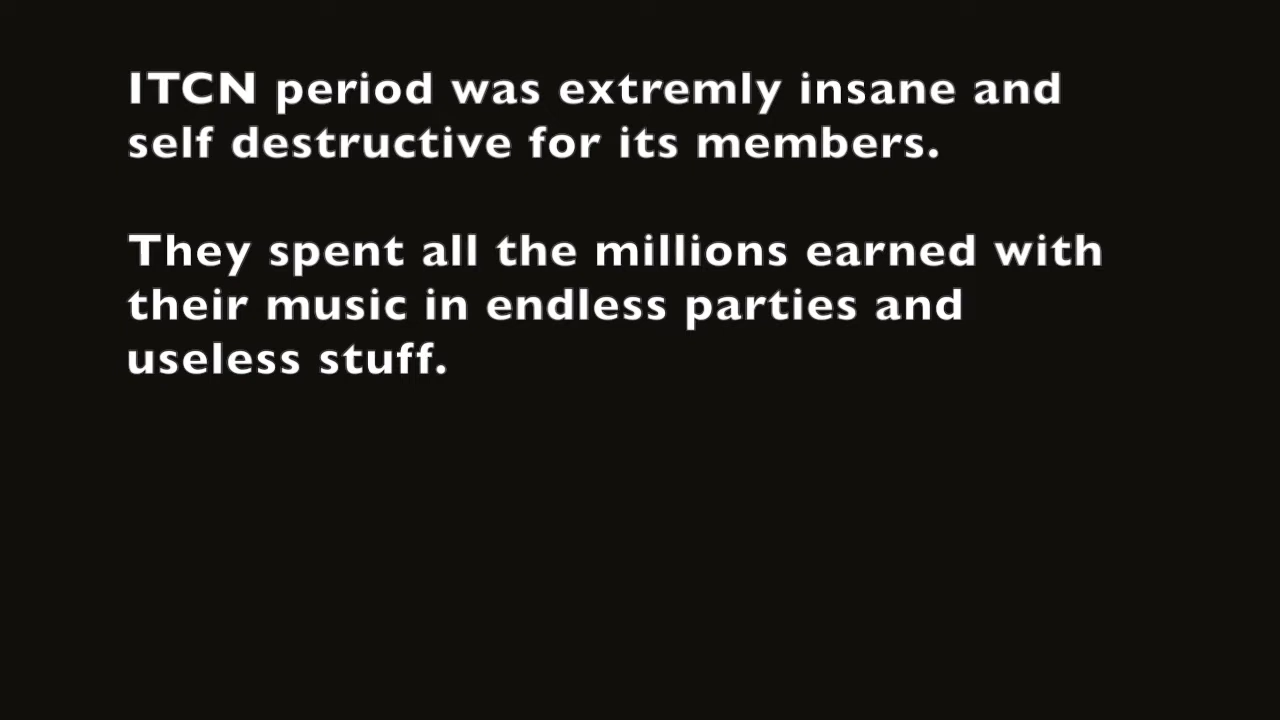 ITCN period was extremly insane and
self destructive for its members.
They spent all the millions earned with
their music in endless parties and
useless stuff.